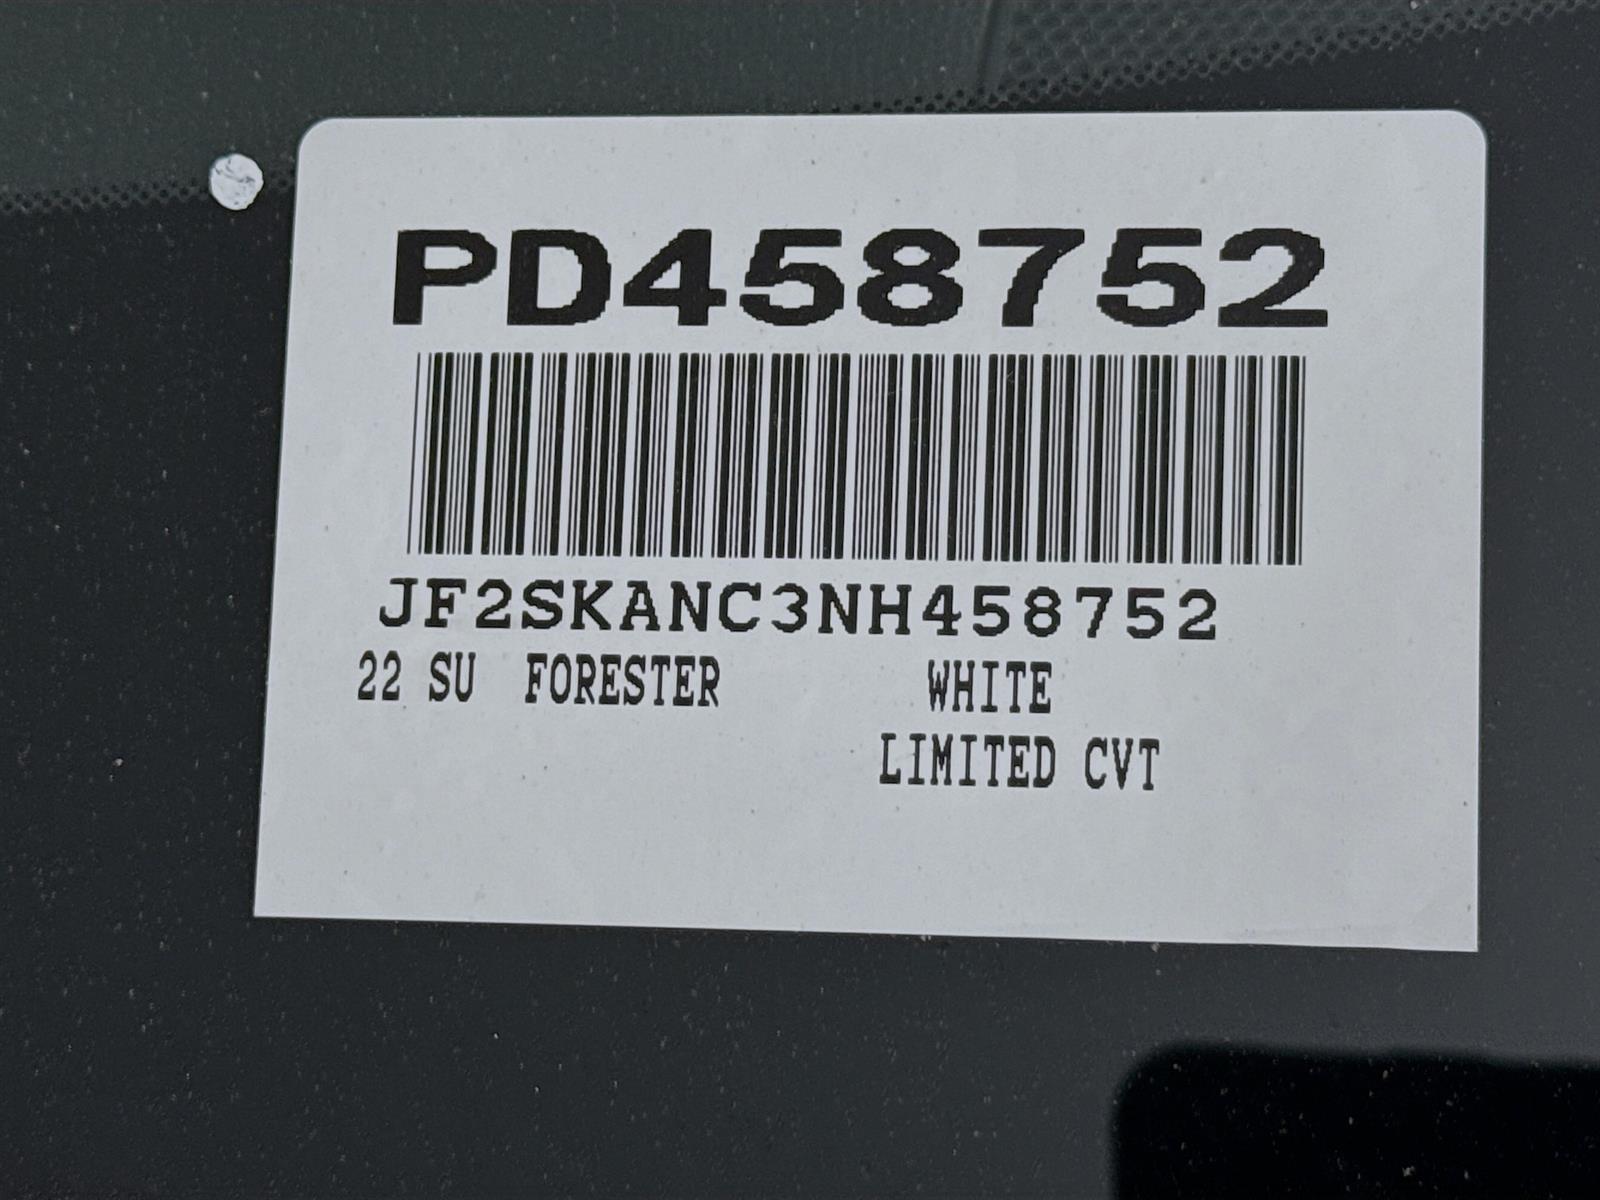 PD458752
JF2SKANC3NH458752
22 SU FORESTER WHITE
LIMITED CVT